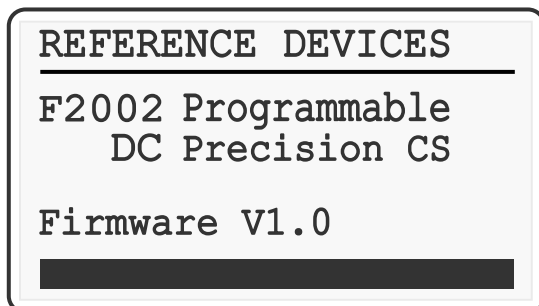 REFERENCE DEVICES
F2002 Programmable
DC Precision CS
Firmware V1.0